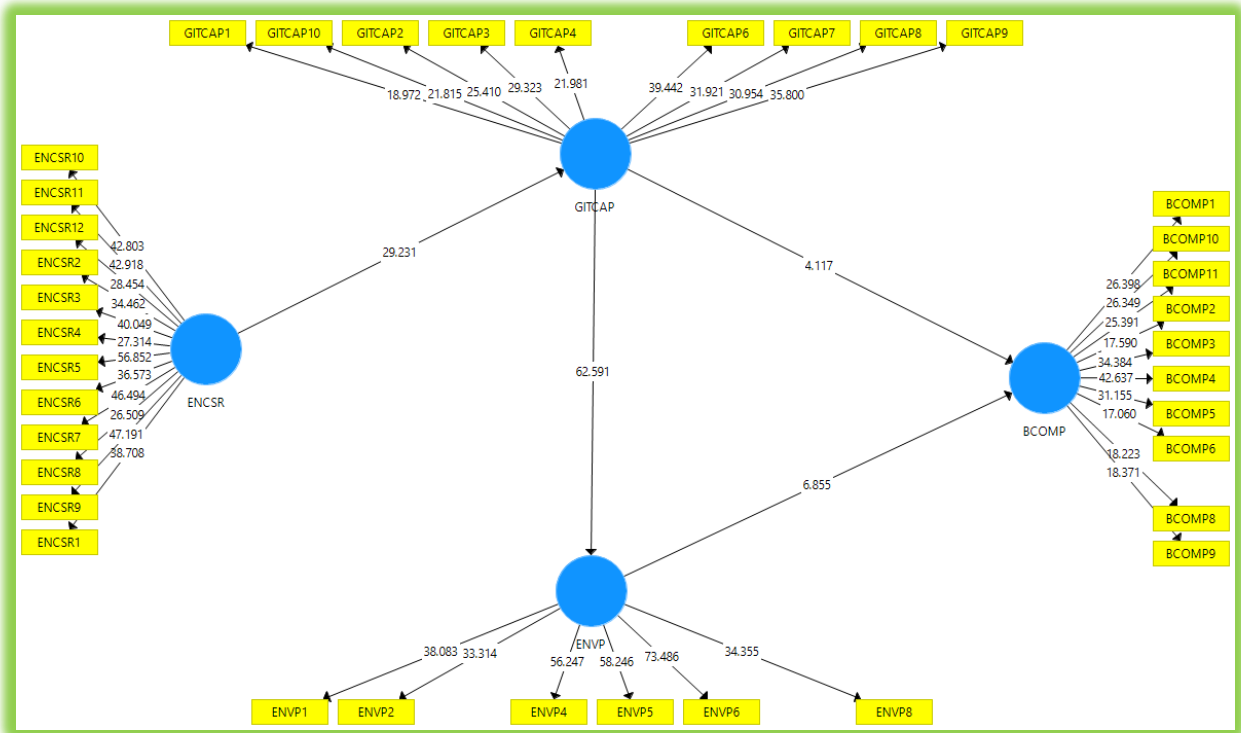 GITCAP1
GITCAP10
GITCAP2
GITCAP3
GITCAP4
GITCAP6
GITCAP7
GITCAP8
GITCAP9
18.972
21.815
25.410
29.323
21.981
39.442
31.921
30.954
35.800
GITCAP
ENCSR10
ENCSR11
ENCSR12
ENCSR2
ENCSR3
ENCSR4
ENCSR5
ENCSR6
ENCSR7
ENCSR8
ENCSR9
ENCSR1
42.803
42.918
28.454
34.462
40.049
27.314
56.852
36.573
46.494
26.509
47.191
38.708
ENCSR
29.231
4.117
62.591
6.855
BCOMP1
BCOMP10
BCOMP11
BCOMP2
BCOMP3
BCOMP4
BCOMP5
BCOMP6
BCOMP8
BCOMP9
26.398
26.349
25.391
17.590
34.384
42.637
31.155
17.060
18.223
18.371
BCOMP
ENVP
38.083
33.314
56.247
58.246
73.486
34.355
ENVP1
ENVP2
ENVP4
ENVP5
ENVP6
ENVP8